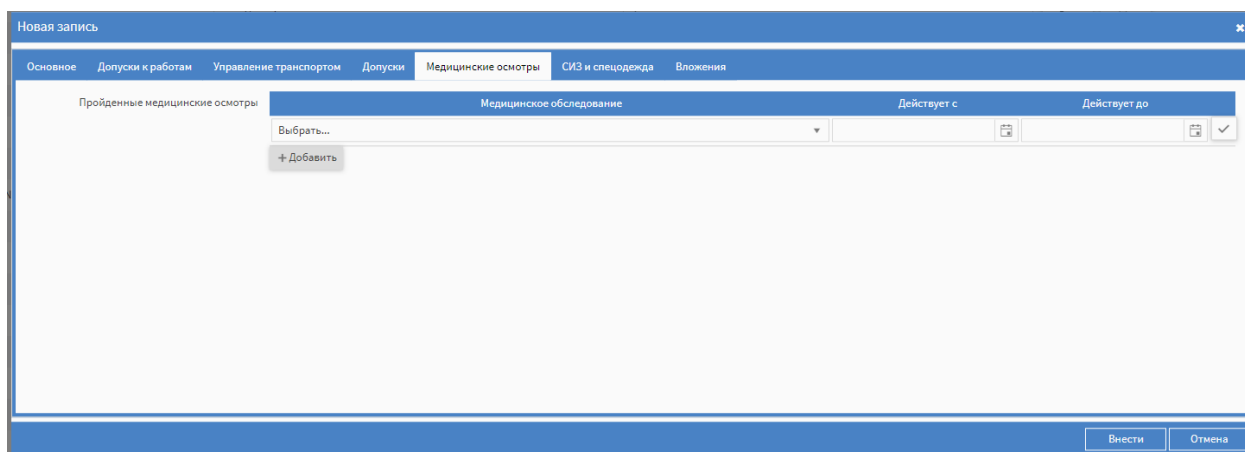 Новая запись
Основное Допуски к работам Управление транспортом Допуски Медицинские осмотры СИЗ и спецодежда Вложения
Пройденные медицинские осмотры Медицинское обследование Действует с Действует до
Выбрать...
+ Добавить
Внести Отмена